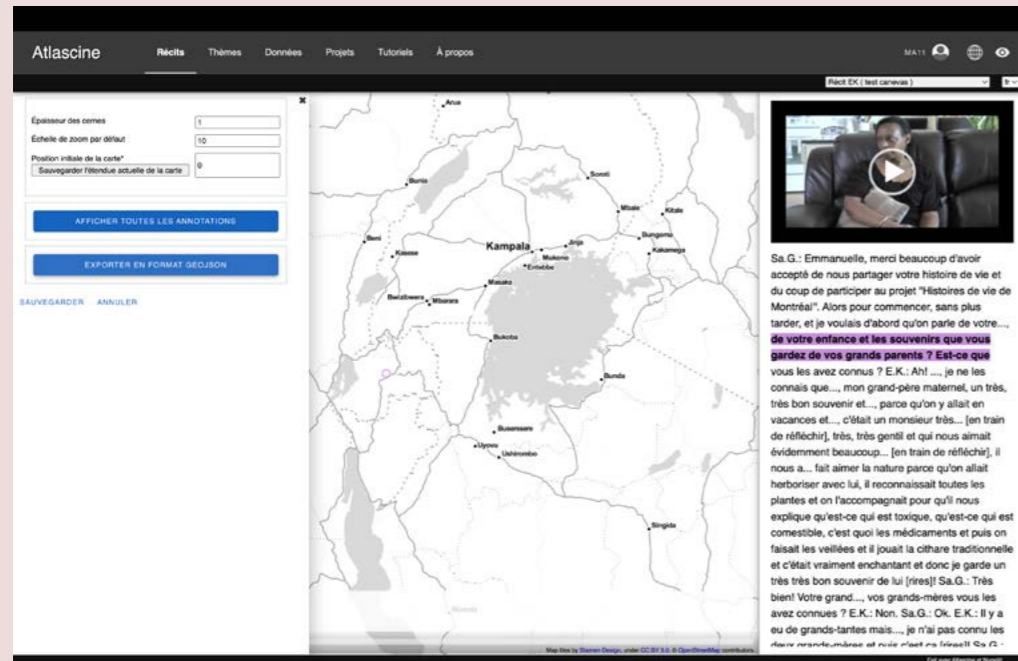 Atlascine
Récits Thèmes Données Projets Tutoriels À propos
MA11
Récit EK ( test canevas )
fr
Épaisseur des cernes
1
Échelle de zoom par défaut
10
Position initiale de la carte*
Sauvegarder l'étendue actuelle de la carte
0
AFFICHER TOUTES LES ANNOTATIONS
EXPORTER EN FORMAT GEOJSON
SAUVEGARDER ANNULER
Arua
Bunia
Soroti
Mbale
Kitale
Beni
Kasese
Kampala
Jinja
Bungoma
Mukono
Kakamega
Entebbe
Masaka
Bwizibwera
Mbarara
Bukoba
Bunda
Buseresere
Uyovu
Ushirombo
Singida
Map tiles by Stamen Design, under CC BY 3.0. © OpenStreetMap contributors
Sa.G.: Emmanuelle, merci beaucoup d'avoir
accepté de nous partager votre histoire de vie et
du coup de participer au projet "Histoires de vie de
Montréal". Alors pour commencer, sans plus
tarder, et je voulais d'abord qu'on parle de votre...,
de votre enfance et les souvenirs que vous
gardez de vos grands parents ? Est-ce que
vous les avez connus ? E.K.: Ah! ..., je ne les
connais que..., mon grand-père maternel, un très,
très bon souvenir et..., parce qu'on y allait en
vacances et..., c'était un monsieur très... [en train
de réfléchir], très, très gentil et qui nous aimait
évidemment beaucoup... [en train de réfléchir], il
nous a... fait aimer la nature parce qu'on allait
herboriser avec lui, il reconnaissait toutes les
plantes et on l'accompagnait pour qu'il nous
explique qu'est-ce qui est toxique, qu'est-ce qui est
comestible, c'est quoi les médicaments et puis on
faisait les veillées et il jouait la cithare traditionnelle
et c'était vraiment enchantant et donc je garde un
très très bon souvenir de lui [rires]! Sa.G.: Très
bien! Votre grand..., vos grands-mères vous les
avez connues ? E.K.: Non. Sa.G.: Ok. E.K.: Il y a
eu de grands-tantes mais..., je n'ai pas connu les
deux grands-mères et puis c'est ça [rires]! Sa.G.: